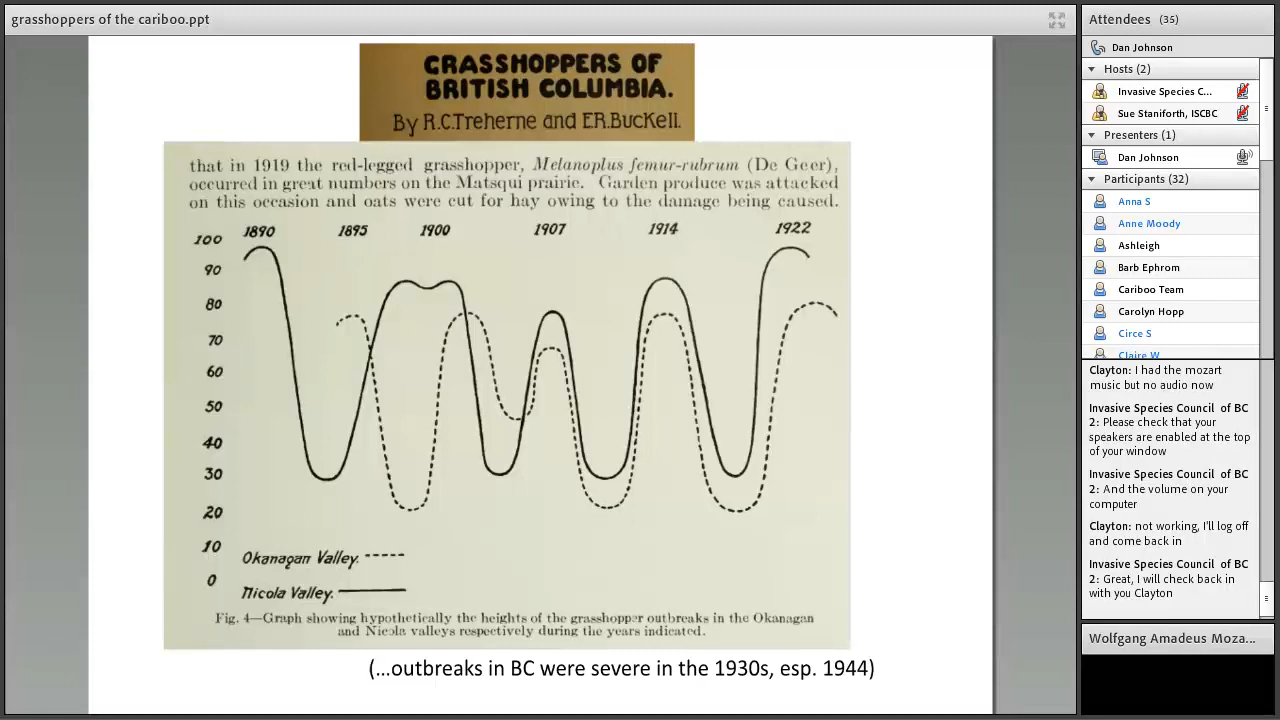 grasshoppers of the cariboo.ppt
GRASSHOPPERS OF
BRITISH COLUMBIA.
By R.C.Treherne and E.R.Buckell.
that in 1919 the red-legged grasshopper, Melanoplus femur-rubrum (De Geer),
occurred in great numbers on the Matsqui prairie. Garden produce was attacked
on this occasion and oats were cut for hay owing to the damage being caused.
1890 1895 1900 1907 1914 1922
100
90
80
70
60
50
40
30
20
10
0
Okanagan Valley.
Nicola Valley.
Fig. 4—Graph showing hypothetically the heights of the grasshopper outbreaks in the Okanagan
and Nicola valleys respectively during the years indicated.
(...outbreaks in BC were severe in the 1930s, esp. 1944)
Attendees (35)
Dan Johnson
Hosts (2)
Invasive Species C...
Sue Staniforth, ISCBC
Presenters (1)
Dan Johnson
Participants (32)
Anna S
Anne Moody
Ashleigh
Barb Ephrom
Cariboo Team
Carolyn Hopp
Circe S
Claire W
Clayton: I had the mozart
music but no audio now
Invasive Species Council of BC
2: Please check that your
speakers are enabled at the top
of your window
Invasive Species Council of BC
2: And the volume on your
computer
Clayton: not working, I'll log off
and come back in
Invasive Species Council of BC
2: Great, I will check back in
with you Clayton
Wolfgang Amadeus Moza...